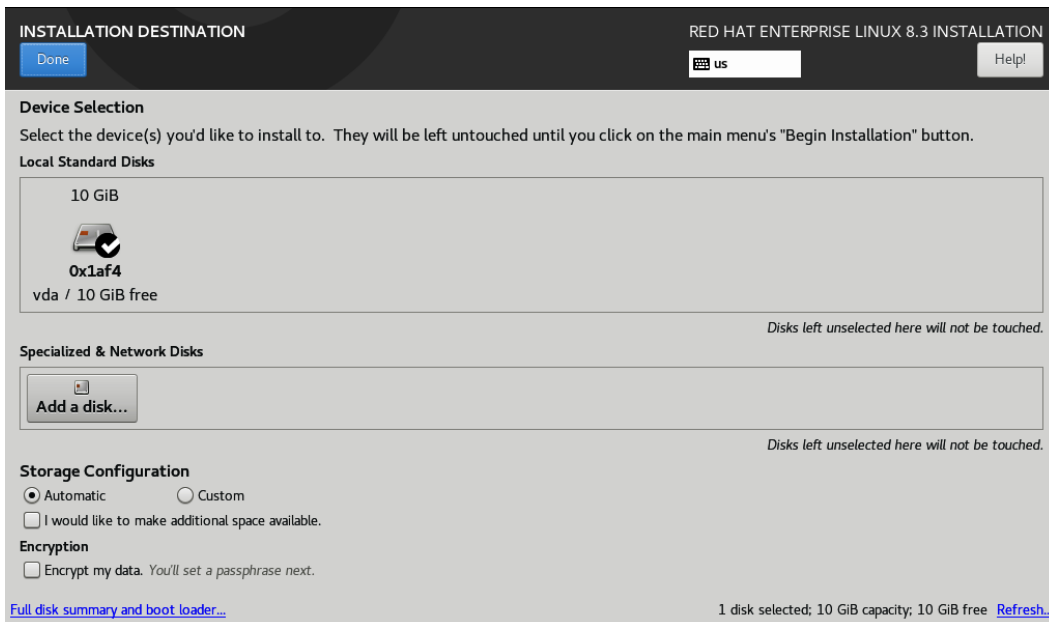 INSTALLATION DESTINATION
RED HAT ENTERPRISE LINUX 8.3 INSTALLATION
Done
us
Help!
Device Selection
Select the device(s) you'd like to install to. They will be left untouched until you click on the main menu's "Begin Installation" button.
Local Standard Disks
10 GiB
0x1af4
vda / 10 GiB free
Disks left unselected here will not be touched.
Specialized & Network Disks
Add a disk...
Disks left unselected here will not be touched.
Storage Configuration
Automatic Custom
I would like to make additional space available.
Encryption
Encrypt my data. You'll set a passphrase next.
Full disk summary and boot loader...
1 disk selected; 10 GiB capacity; 10 GiB free Refresh..